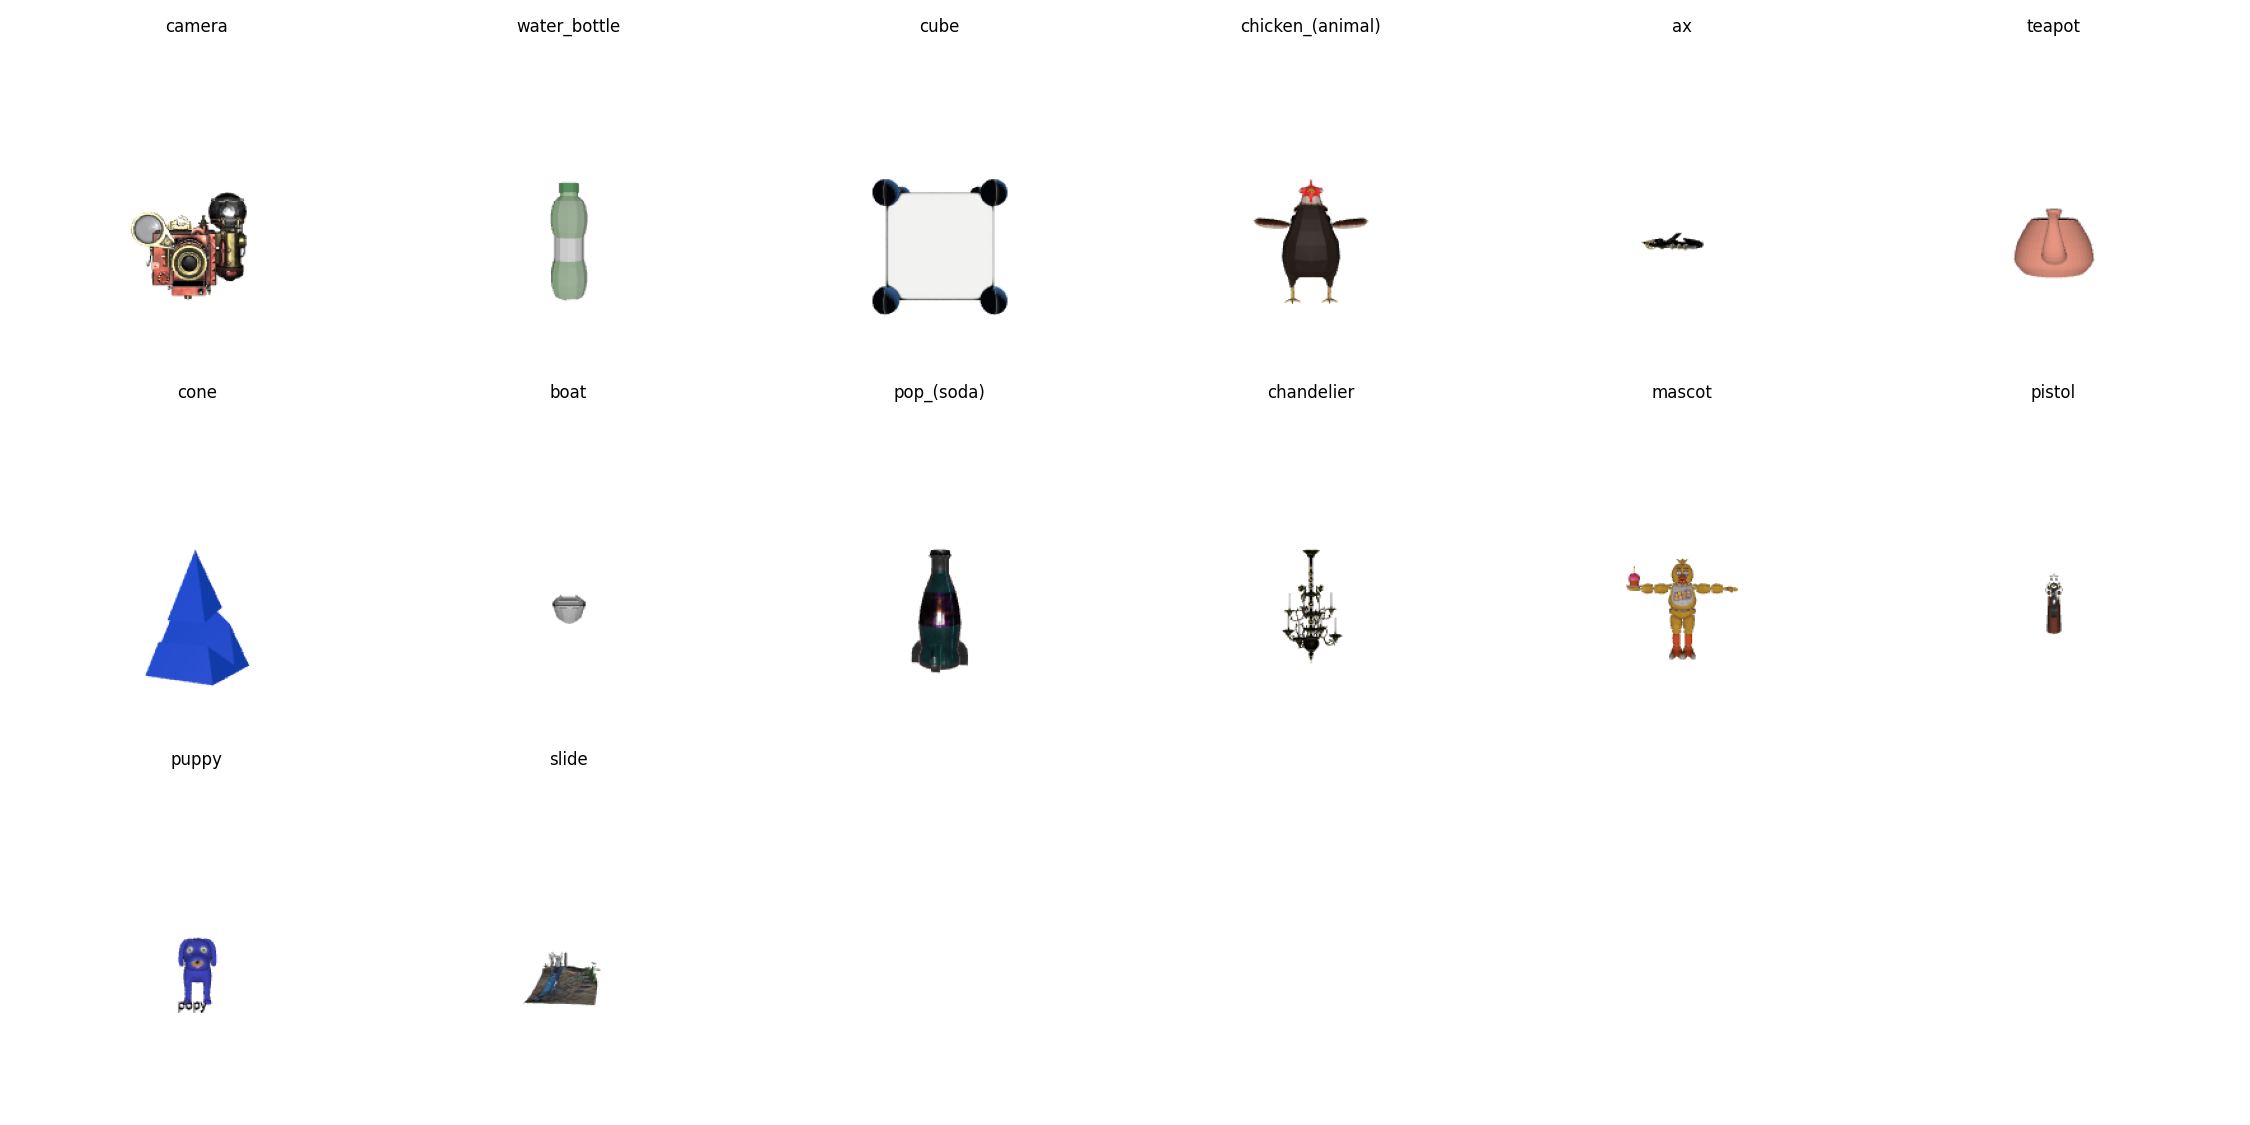 camera
water_bottle
cube
chicken_(animal)
ax
teapot
cone
boat
pop_(soda)
chandelier
mascot
pistol
puppy
slide
popy